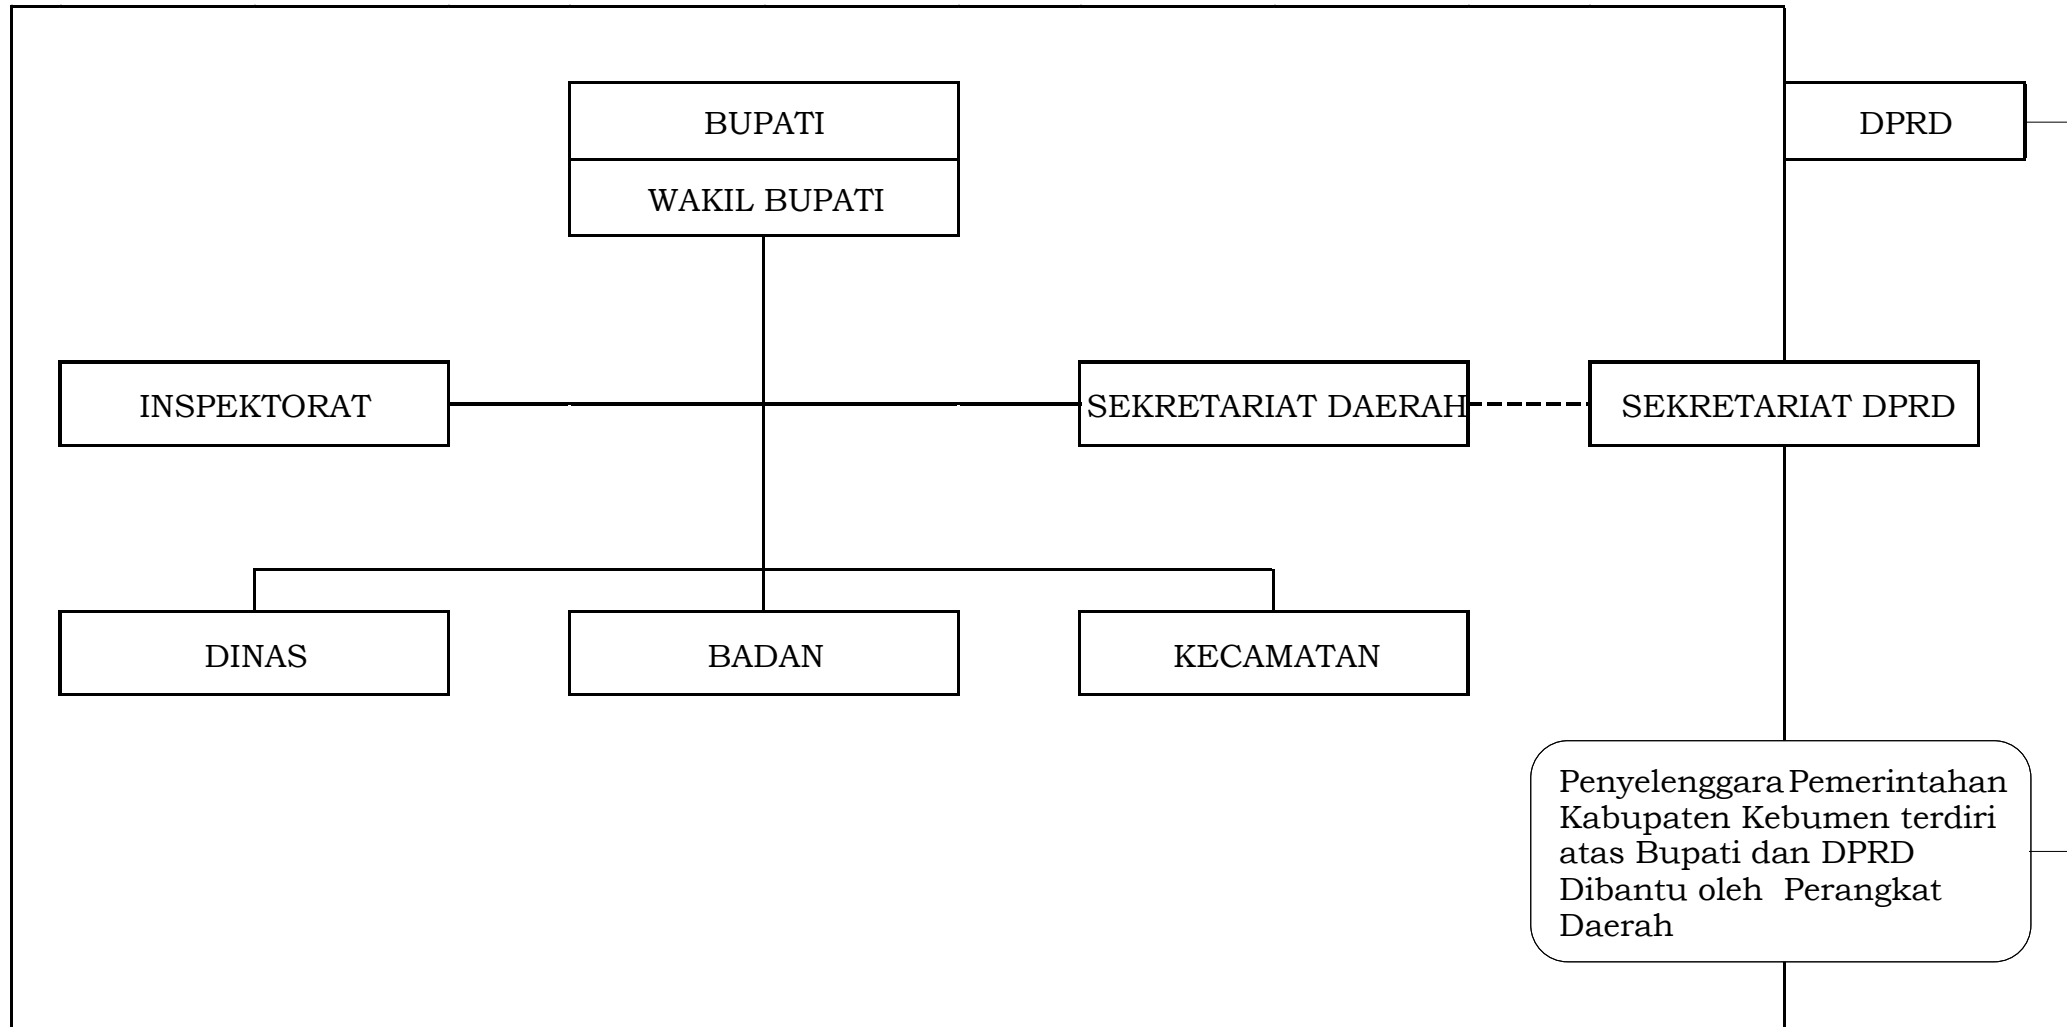 BUPATI
DPRD
WAKIL BUPATI
INSPEKTORAT
SEKRETARIAT DAERAH
SEKRETARIAT DPRD
DINAS
BADAN
KECAMATAN
Penyelenggara Pemerintahan
Kabupaten Kebumen terdiri
atas Bupati dan DPRD
Dibantu oleh Perangkat
Daerah